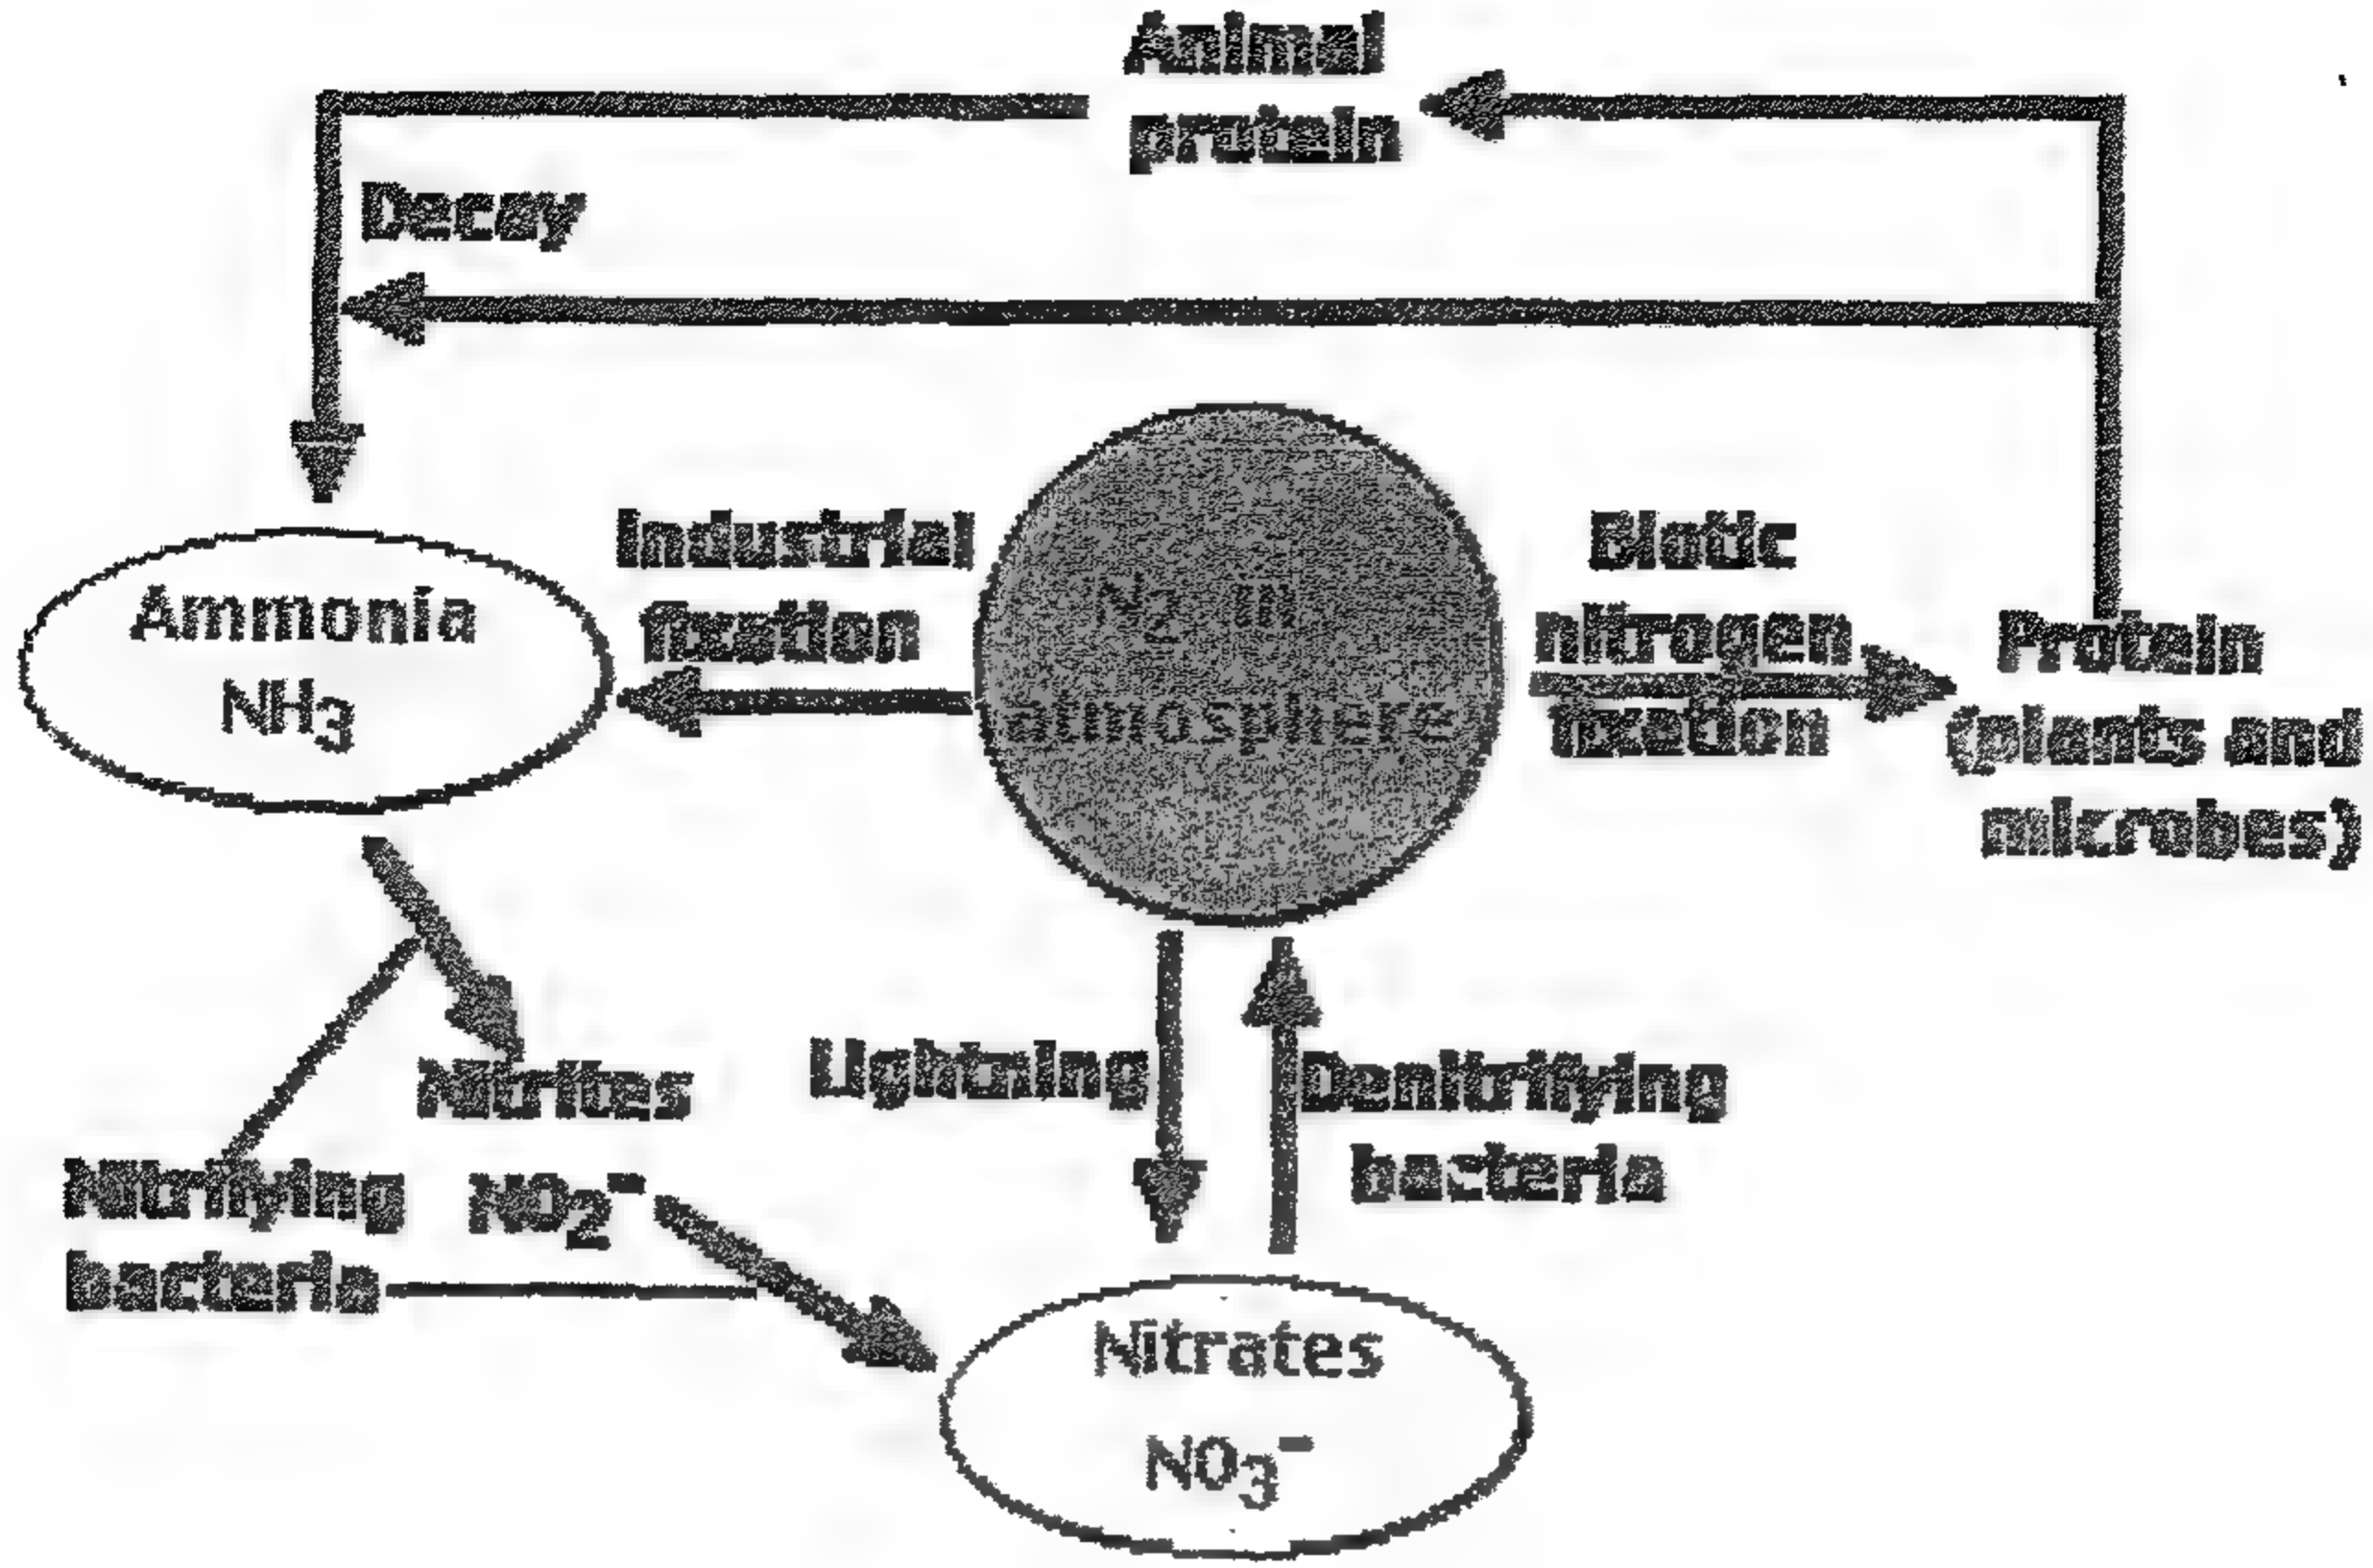 Animal
protein
Decay
Industrial
fixation
Ammonia
NH₃
N₂ in
atmosphere
Biotic
nitrogen
fixation
Protein
(plants and
microbes)
Nitrites
NO₂⁻
Nitrifying
bacteria
Lightning
Denitrifying
bacteria
Nitrates
NO₃⁻